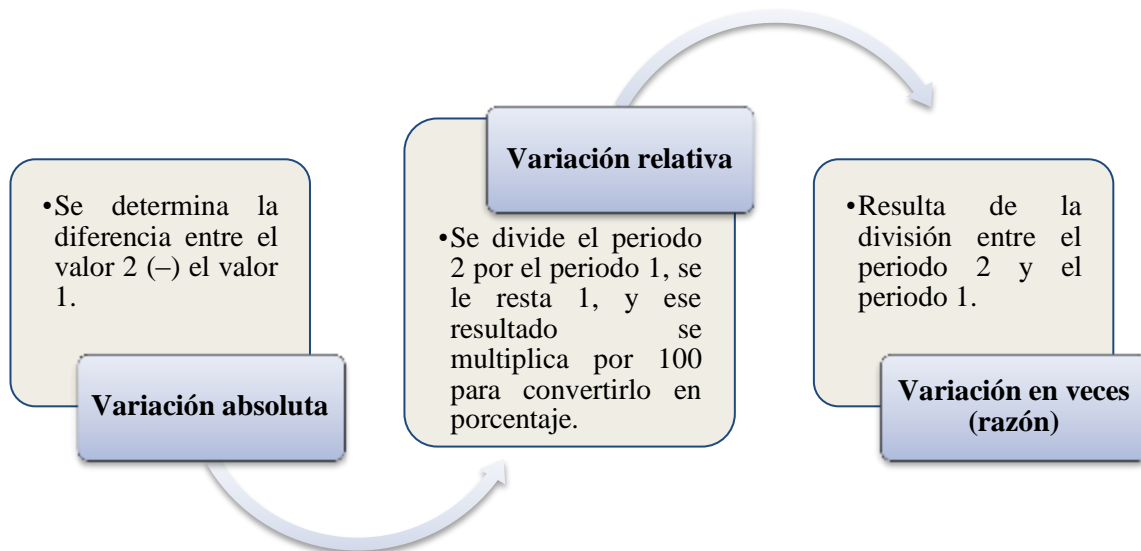 •Se determina la
diferencia entre el
valor 2 (–) el valor
1.
Variación absoluta
Variación relativa
•Se divide el periodo
2 por el periodo 1, se
le resta 1, y ese
resultado se
multiplica por 100
para convertirlo en
porcentaje.
•Resulta de la
división entre el
periodo 2 y el
periodo 1.
Variación en veces
(razón)